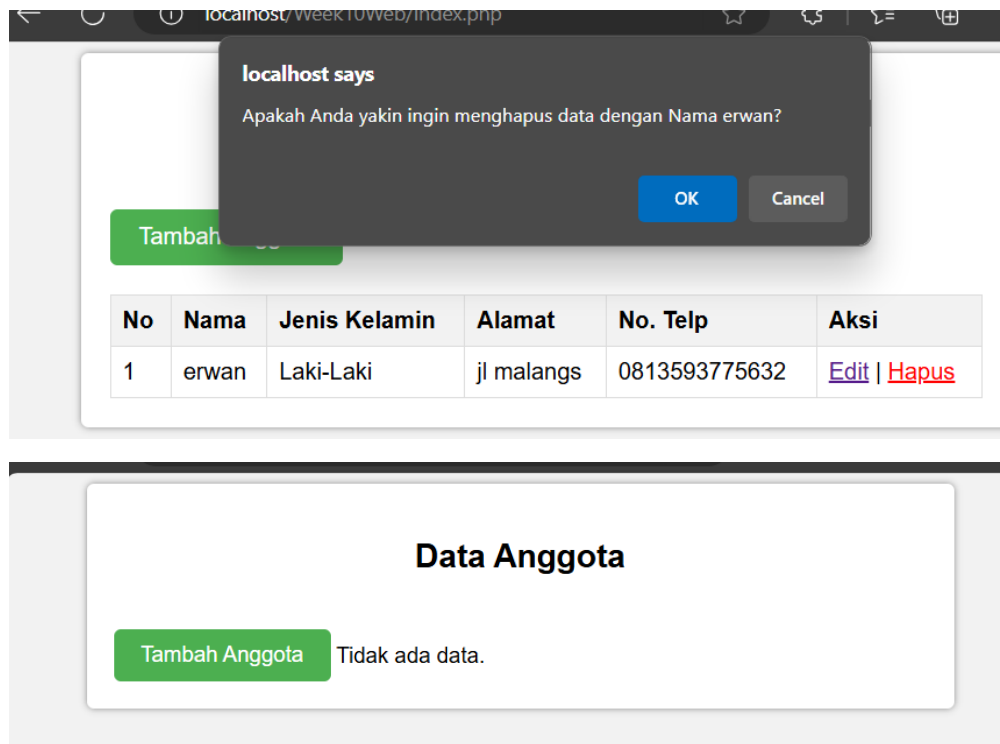 localhost/Week10Web/index.php
localhost says
Apakah Anda yakin ingin menghapus data dengan Nama erwan?
OK Cancel
Tambah
No Nama Jenis Kelamin Alamat No. Telp Aksi
1 erwan Laki-Laki jl malangs 0813593775632 Edit | Hapus
Data Anggota
Tambah Anggota Tidak ada data.